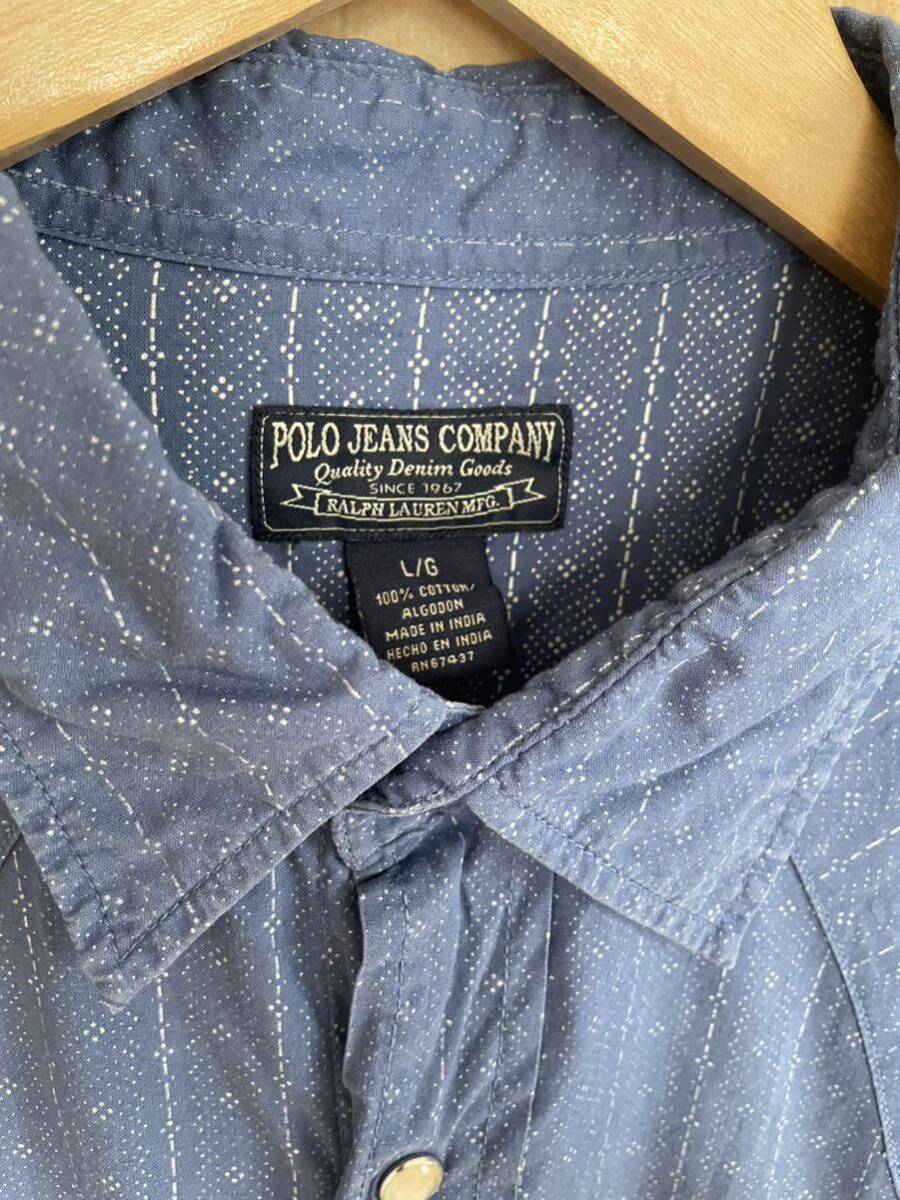 POLO JEANS COMPANY
Quality Denim Goods
SINCE 1967
RALPH LAUREN MFG.
L/G
100% COTTON/
ALGODON
MADE IN INDIA
HECHO EN INDIA
RN67437